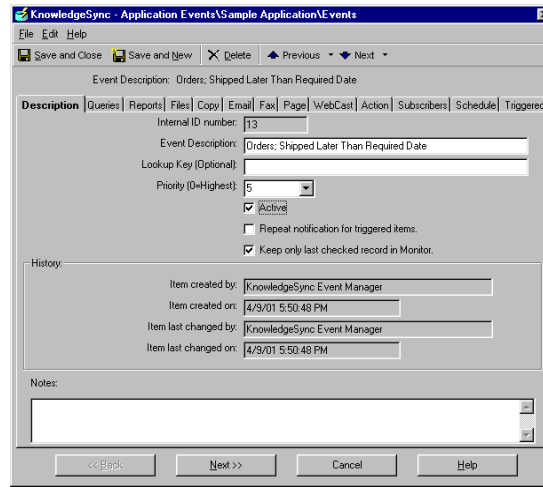 KnowledgeSync - Application Events\Sample Application\Events
File Edit Help
Save and Close Save and New Delete Previous Next
Event Description: Orders; Shipped Later Than Required Date
Description Queries Reports Files Copy Email Fax Page WebCast Action Subscribers Schedule Triggered
Internal ID number: 13
Event Description: Orders; Shipped Later Than Required Date
Lookup Key (Optional):
Priority (0=Highest): 5
Active
Repeat notification for triggered items.
Keep only last checked record in Monitor.
History:
Item created by: KnowledgeSync Event Manager
Item created on: 4/9/01 5:50:48 PM
Item last changed by: KnowledgeSync Event Manager
Item last changed on: 4/9/01 5:50:48 PM
Notes:
<< Back Next >> Cancel Help